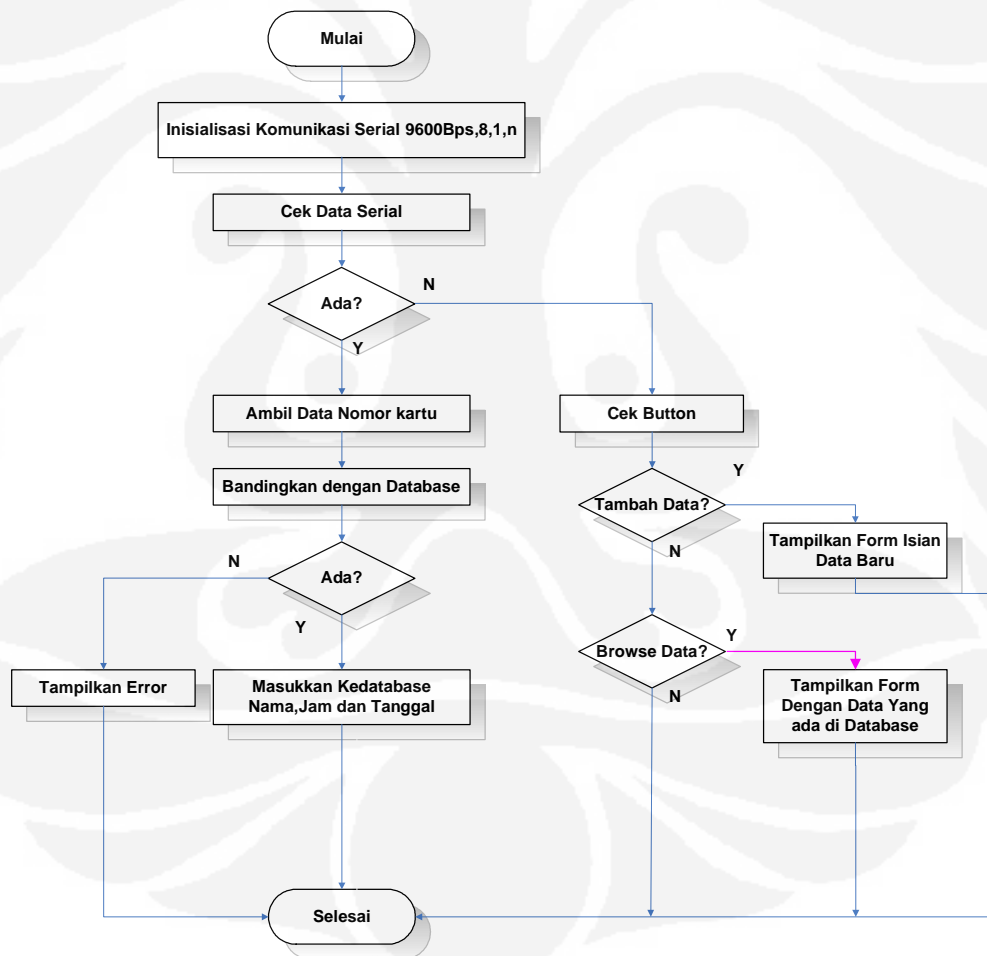 Mulai
Inisialisasi Komunikasi Serial 9600Bps,8,1,n
Cek Data Serial
Ada?
N
Y
Ambil Data Nomor kartu
Cek Button
Bandingkan dengan Database
Tambah Data?
Y
N
Tampilkan Form Isian
Data Baru
Ada?
N
Y
Browse Data?
Y
N
Tampilkan Error
Masukkan Kedatabase
Nama,Jam dan Tanggal
Tampilkan Form
Dengan Data Yang
ada di Database
Selesai